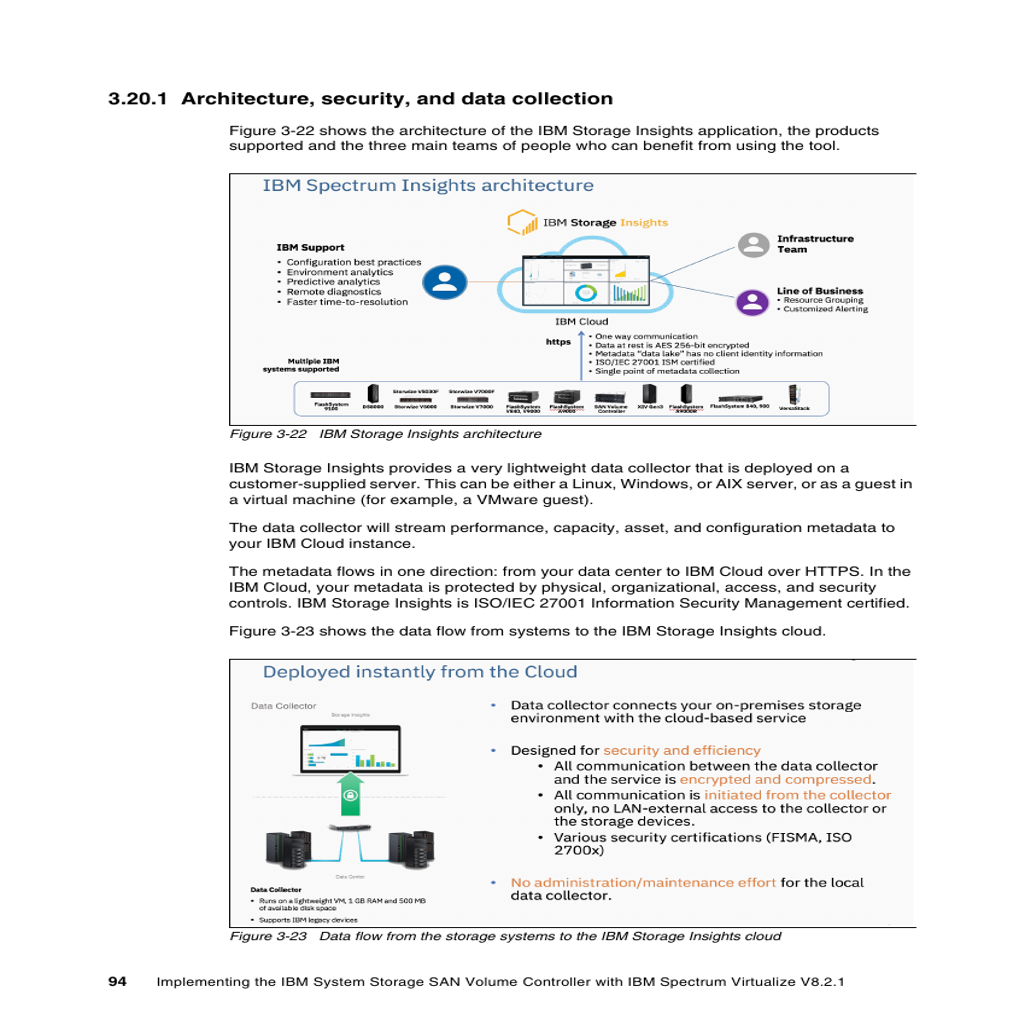 3.20.1 Architecture, security, and data collection
Figure 3-22 shows the architecture of the IBM Storage Insights application, the products
supported and the three main teams of people who can benefit from using the tool.
IBM Spectrum Insights architecture
IBM Storage Insights
IBM Support
• Configuration best practices
• Environment analytics
• Predictive analytics
• Remote diagnostics
• Faster time-to-resolution
Infrastructure
Team
Line of Business
• Resource Grouping
• Customized Alerting
IBM Cloud
https
• One way communication
• Data at rest is AES 256-bit encrypted
• Metadata "data lake" has no client identity information
• ISO/IEC 27001 ISM certified
• Single point of metadata collection
Multiple IBM
systems supported
FlashSystem
9100
DS8000
Storwize V5030F
Storwize V5000
Storwize V7000F
Storwize V7000
FlashSystem
V840, V9000
FlashSystem
A9000
SAN Volume
Controller
XIV Gen3
FlashSystem
A9000R
FlashSystem 840, 900
VersaStack
Figure 3-22 IBM Storage Insights architecture
IBM Storage Insights provides a very lightweight data collector that is deployed on a
customer-supplied server. This can be either a Linux, Windows, or AIX server, or as a guest in
a virtual machine (for example, a VMware guest).
The data collector will stream performance, capacity, asset, and configuration metadata to
your IBM Cloud instance.
The metadata flows in one direction: from your data center to IBM Cloud over HTTPS. In the
IBM Cloud, your metadata is protected by physical, organizational, access, and security
controls. IBM Storage Insights is ISO/IEC 27001 Information Security Management certified.
Figure 3-23 shows the data flow from systems to the IBM Storage Insights cloud.
Deployed instantly from the Cloud
Data Collector
Storage Insights
Data Center
Data Collector
• Runs on a lightweight VM, 1 GB RAM and 500 MB
of available disk space
• Supports IBM legacy devices
• Data collector connects your on-premises storage
environment with the cloud-based service
• Designed for security and efficiency
• All communication between the data collector
and the service is encrypted and compressed.
• All communication is initiated from the collector
only, no LAN-external access to the collector or
the storage devices.
• Various security certifications (FISMA, ISO
2700x)
• No administration/maintenance effort for the local
data collector.
Figure 3-23 Data flow from the storage systems to the IBM Storage Insights cloud
94 Implementing the IBM System Storage SAN Volume Controller with IBM Spectrum Virtualize V8.2.1